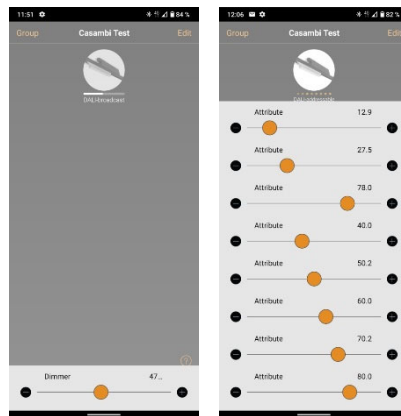 11:51
84 %
Group Casambi Test Edit
DALI-broadcast
Dimmer 47..
12:06
82 %
Group Casambi Test Edit
Attribute 12.9
Attribute 27.5
Attribute 78.0
Attribute 40.0
Attribute 50.2
Attribute 60.0
Attribute 70.2
Attribute 80.0